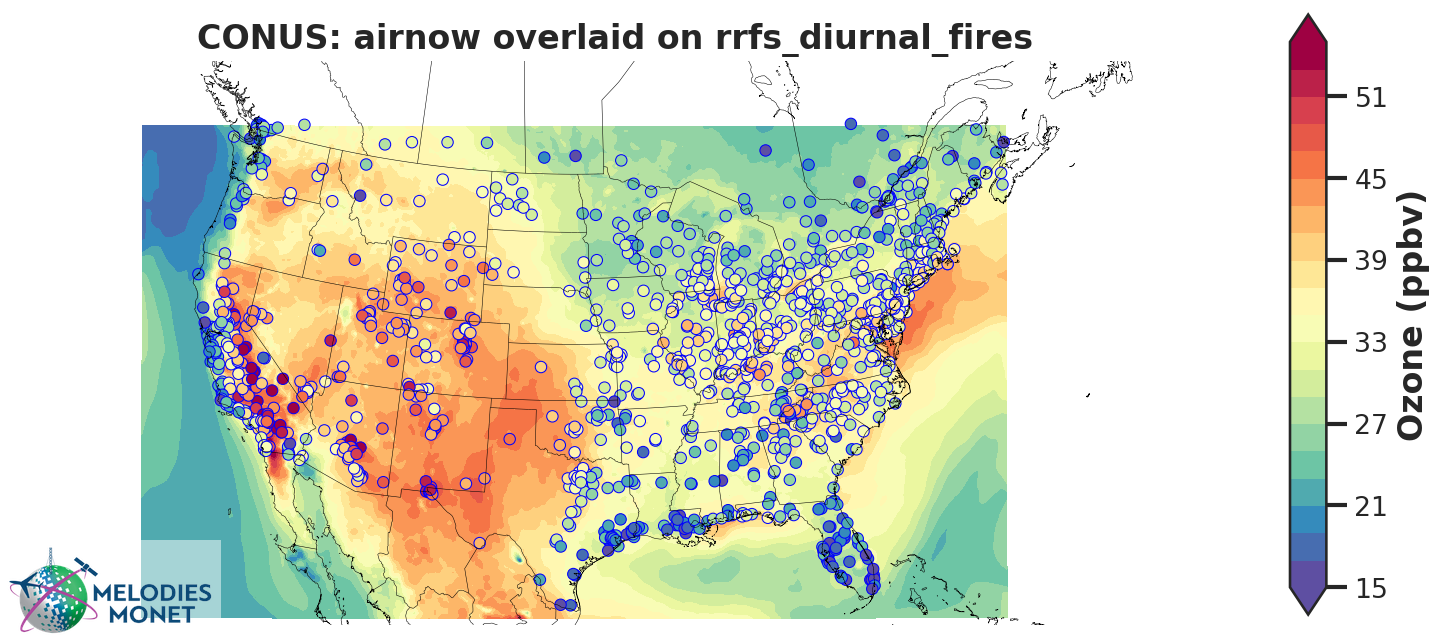 CONUS: airnow overlaid on rrfs_diurnal_fires
51
45
39
33
27
21
15
Ozone (ppbv)
MELODIES
MONET